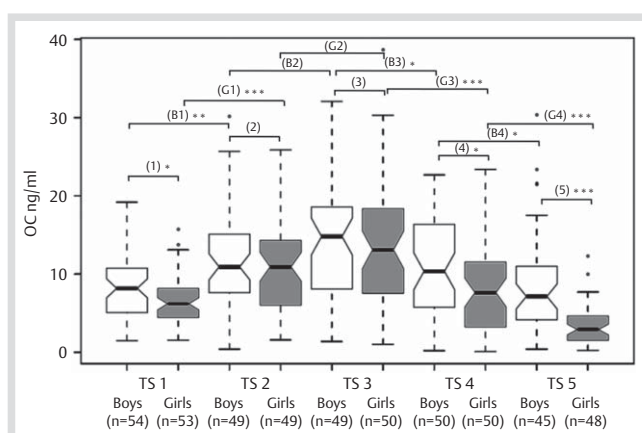 40
(G2)
(B2) (B3) *
(3) (G3) ***
30
(G1) ***
(B1) ** (2) (B4) * (G4) ***
(4) *
20
(1) * (5) ***
10
0
OC ng/ml
TS 1 TS 2 TS 3 TS 4 TS 5
Boys Girls Boys Girls Boys Girls Boys Girls Boys Girls
(n=54) (n=53) (n=49) (n=49) (n=49) (n=50) (n=50) (n=50) (n=45) (n=48)